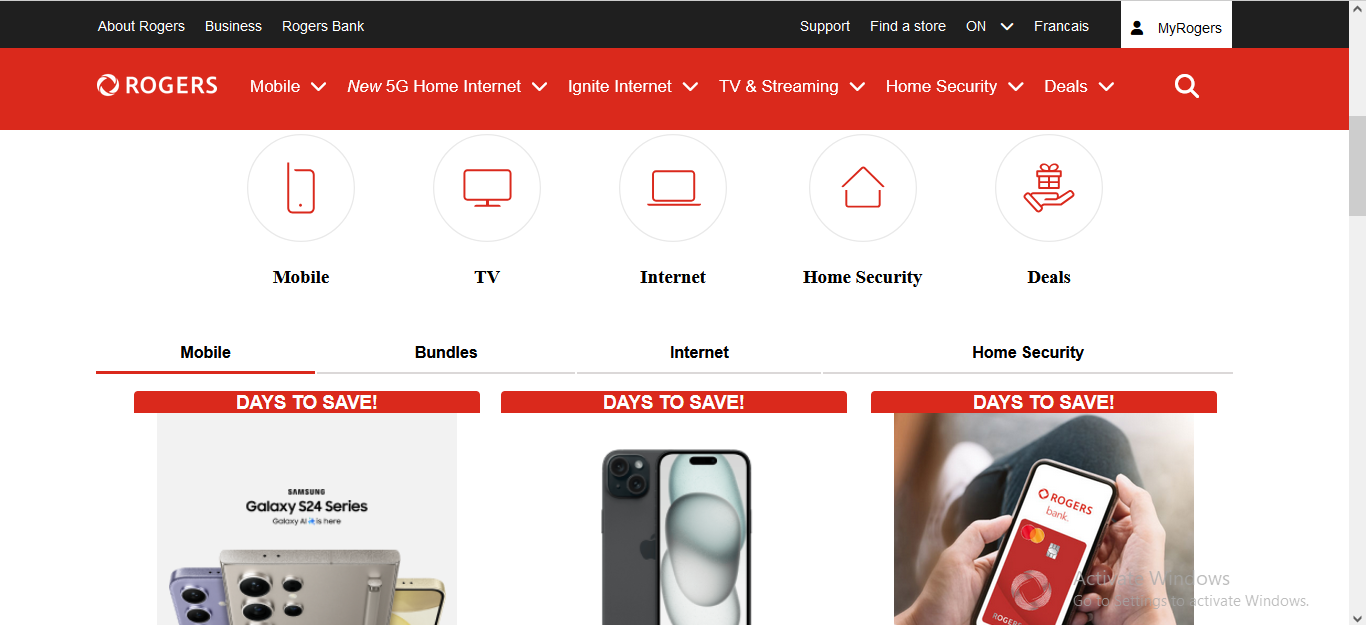 About Rogers Business Rogers Bank Support Find a store ON Francais MyRogers
ROGERS Mobile New 5G Home Internet Ignite Internet TV & Streaming Home Security Deals
Mobile TV Internet Home Security Deals
Mobile Bundles Internet Home Security
DAYS TO SAVE! DAYS TO SAVE! DAYS TO SAVE!
SAMSUNG
Galaxy S24 Series
Galaxy AI is here
ROGERS
bank.
ROGERS
Activate Windows
Go to Settings to activate Windows.